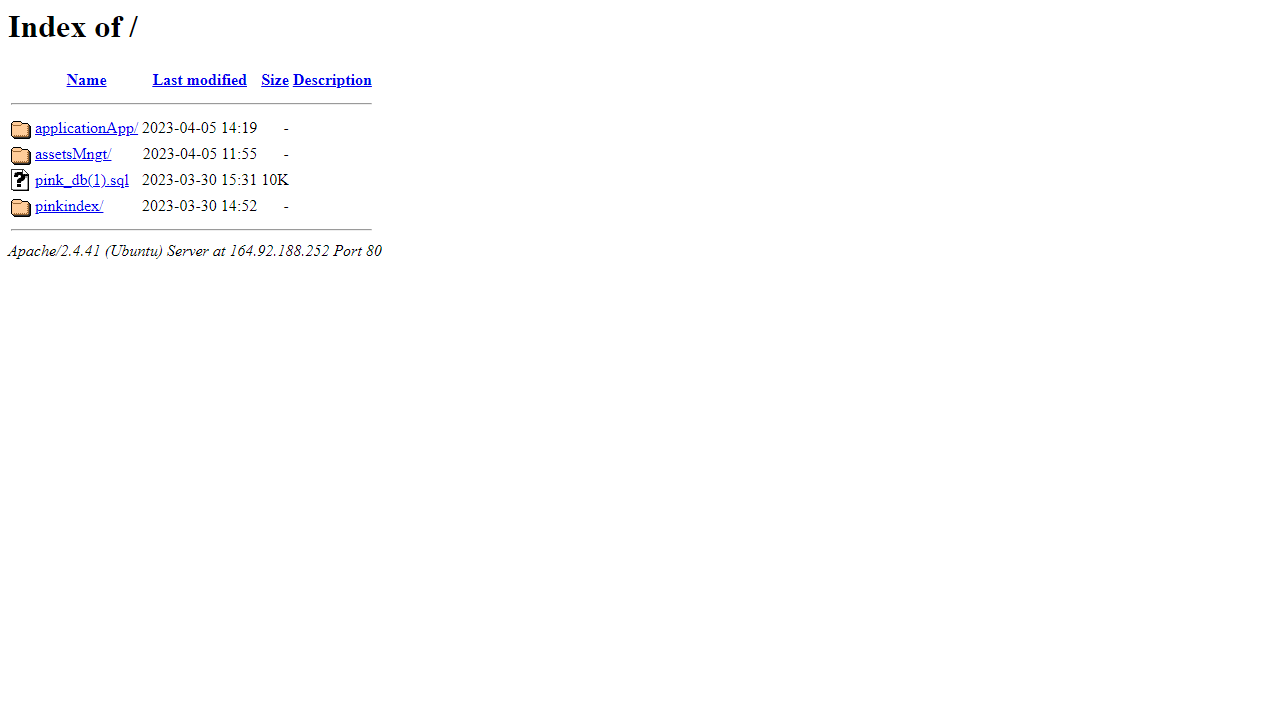 Index of /
Name Last modified Size Description
applicationApp/ 2023-04-05 14:19 -
assetsMngt/ 2023-04-05 11:55 -
pink_db(1).sql 2023-03-30 15:31 10K
pinkindex/ 2023-03-30 14:52 -
Apache/2.4.41 (Ubuntu) Server at 164.92.188.252 Port 80